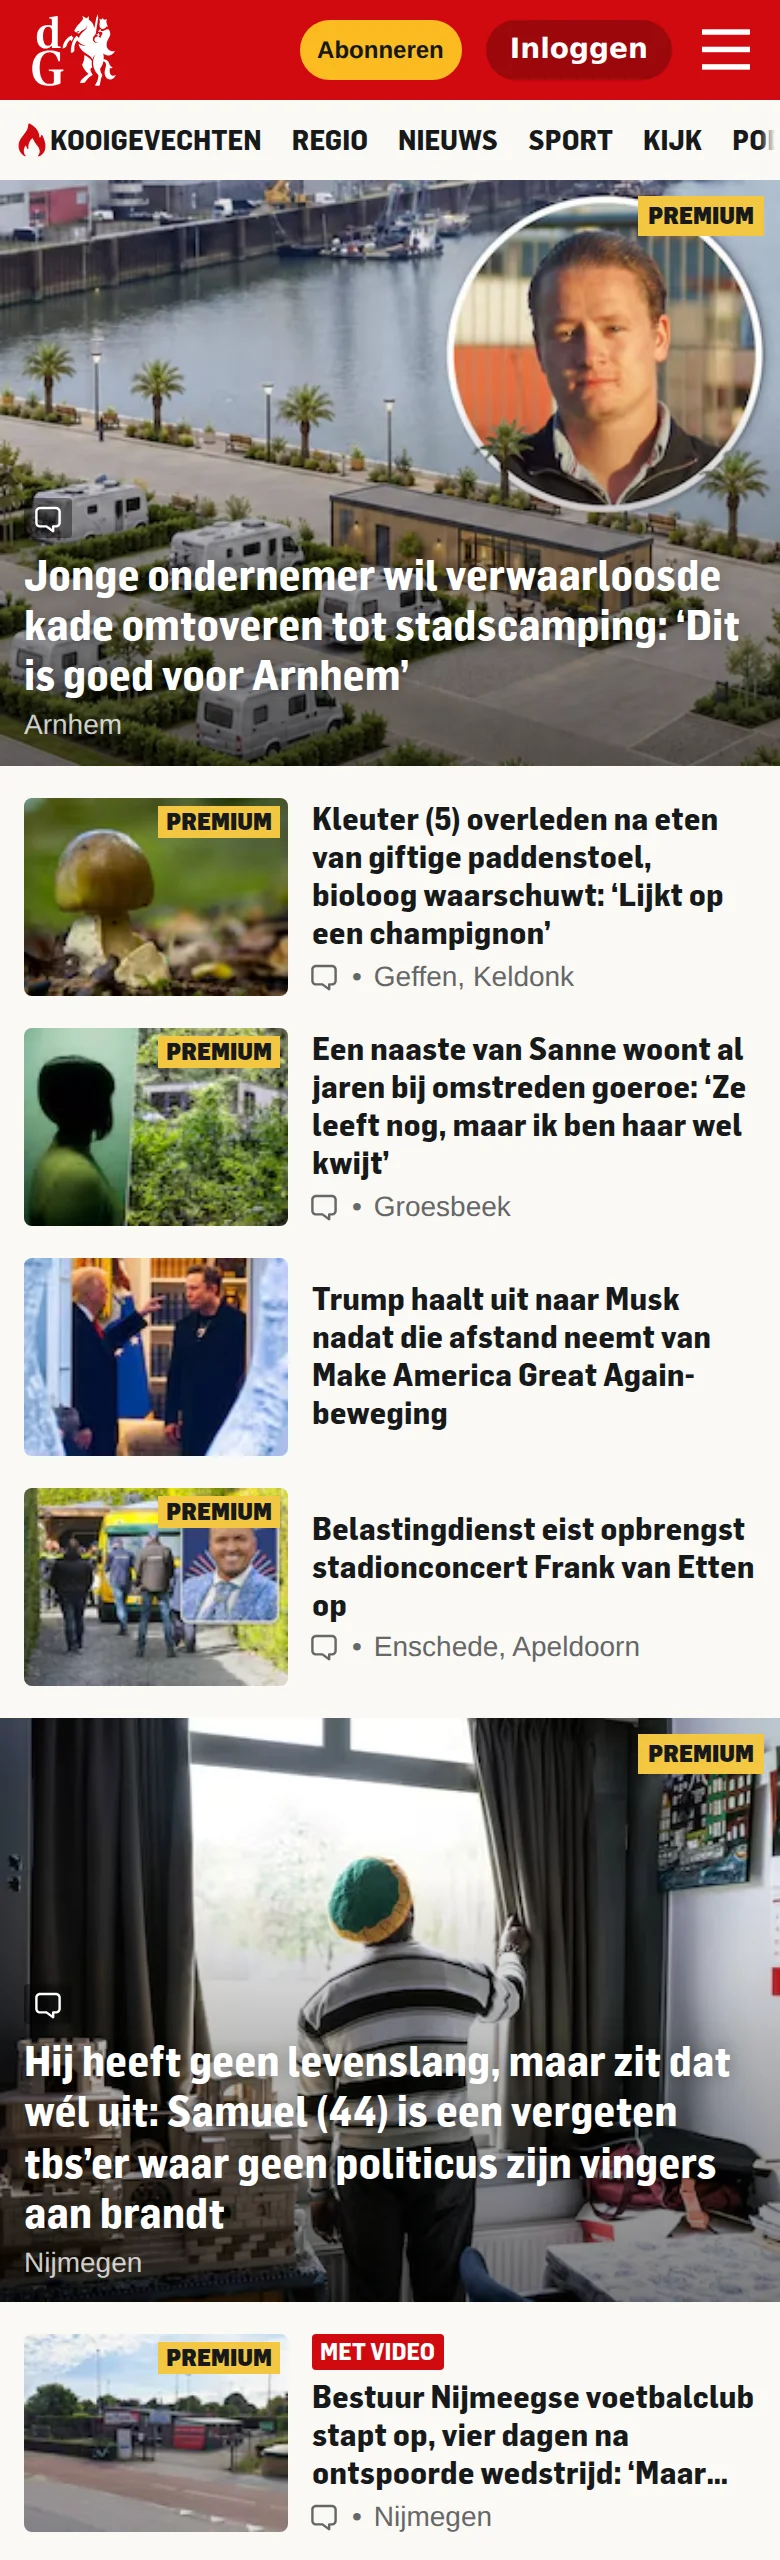 dG
Abonneren
Inloggen
KOOIGEVECHTEN REGIO NIEUWS SPORT KIJK
PREMIUM
Jonge ondernemer wil verwaarloosde
kade omtoveren tot stadscamping: ‘Dit
is goed voor Arnhem’
Arnhem
PREMIUM
Kleuter (5) overleden na eten
van giftige paddenstoel,
bioloog waarschuwt: ‘Lijkt op
een champignon’
• Geffen, Keldonk
PREMIUM
Een naaste van Sanne woont al
jaren bij omstreden goeroe: ‘Ze
leeft nog, maar ik ben haar wel
kwijt’
• Groesbeek
Trump haalt uit naar Musk
nadat die afstand neemt van
Make America Great Again-
beweging
PREMIUM
Belastingdienst eist opbrengst
stadionconcert Frank van Etten
op
• Enschede, Apeldoorn
PREMIUM
Hij heeft geen levenslang, maar zit dat
wél uit: Samuel (44) is een vergeten
tbs’er waar geen politicus zijn vingers
aan brandt
Nijmegen
PREMIUM
MET VIDEO
Bestuur Nijmeegse voetbalclub
stapt op, vier dagen na
ontspoorde wedstrijd: ‘Maar...
• Nijmegen